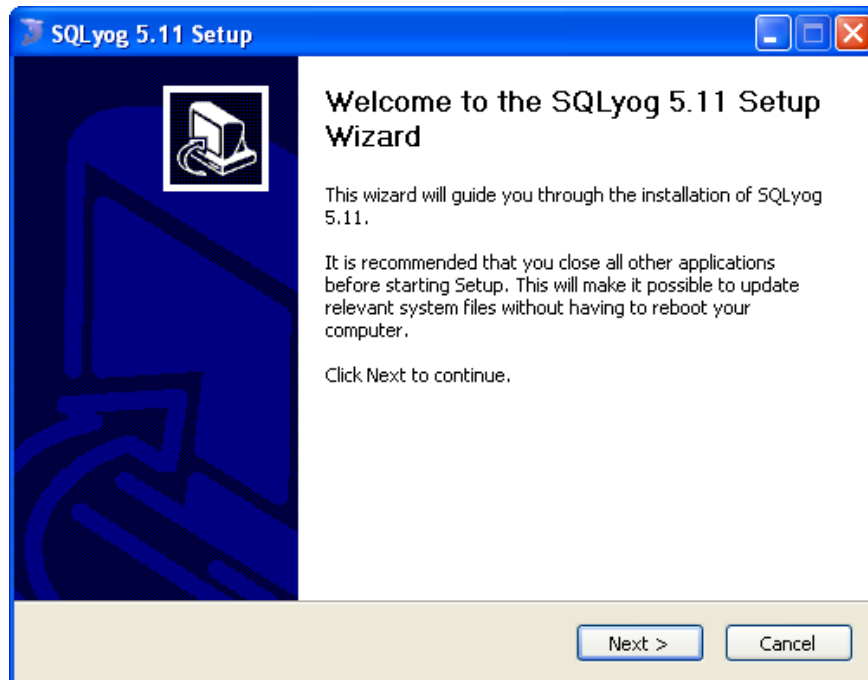 SQLyog 5.11 Setup
Welcome to the SQLyog 5.11 Setup
Wizard
This wizard will guide you through the installation of SQLyog
5.11.
It is recommended that you close all other applications
before starting Setup. This will make it possible to update
relevant system files without having to reboot your
computer.
Click Next to continue.
Next >
Cancel